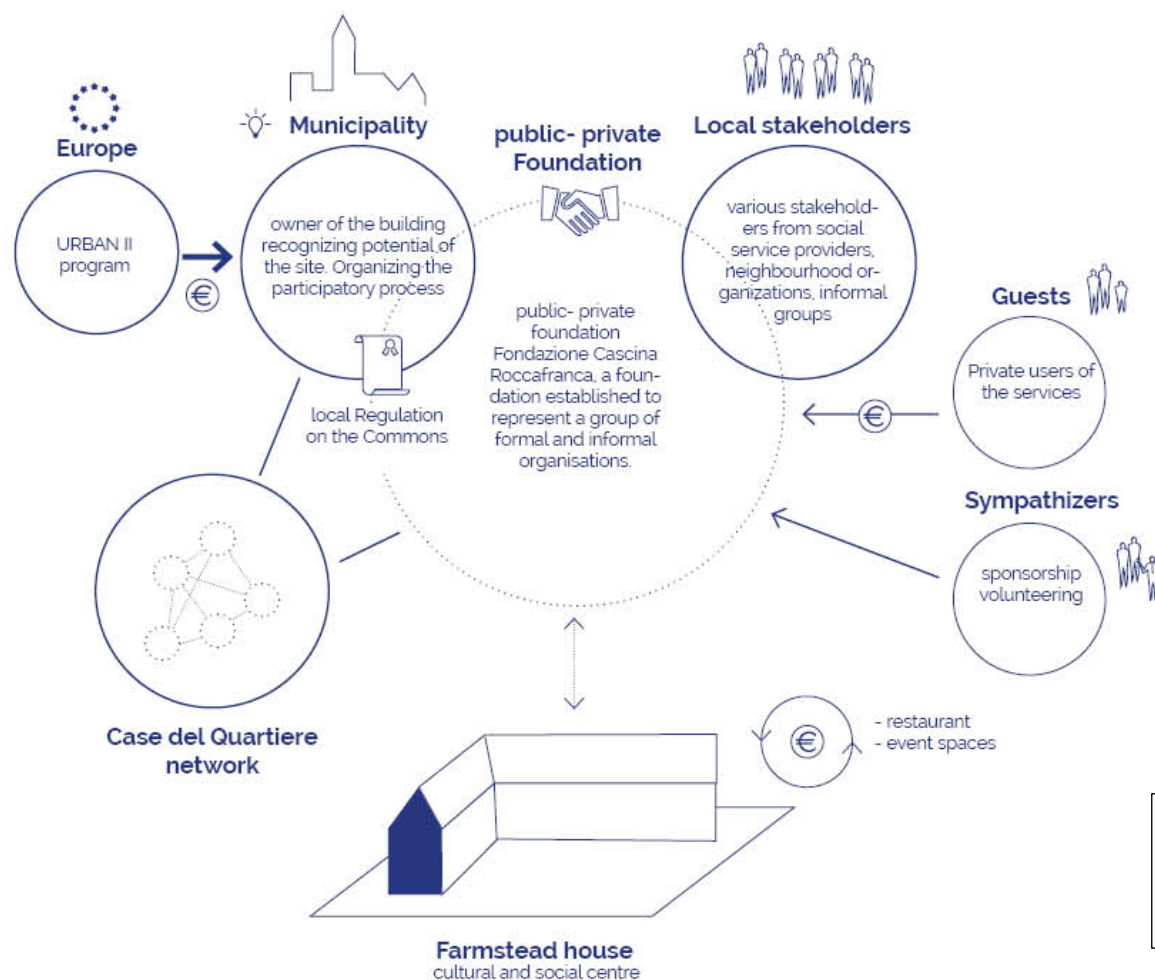 Europe
URBAN II
program
€
Municipality
owner of the building
recognizing potential of
the site. Organizing the
participatory process
local Regulation
on the Commons
public- private
Foundation
public- private
foundation
Fondazione Cascina
Roccafranca, a foun-
dation established to
represent a group of
formal and informal
organisations.
Local stakeholders
various stakehold-
ers from social
service providers,
neighbourhood or-
ganizations, informal
groups
Guests
Private users of
the services
€
Sympathizers
sponsorship
volunteering
Case del Quartiere
network
€
- restaurant
- event spaces
Farmstead house
cultural and social centre